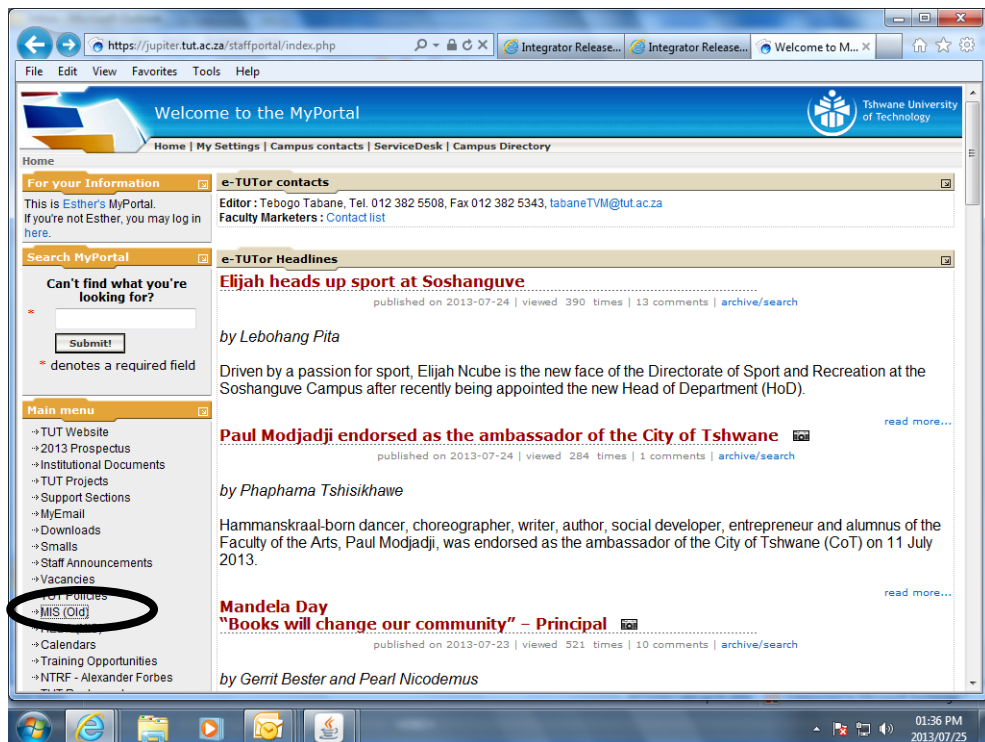 https://jupiter.tut.ac.za/staffportal/index.php
Integrator Release...
Integrator Release...
Welcome to M...
File Edit View Favorites Tools Help
Welcome to the MyPortal
Tshwane University
of Technology
Home | My Settings | Campus contacts | ServiceDesk | Campus Directory
Home
For your Information
This is Esther's MyPortal.
If you're not Esther, you may log in
here.
Search MyPortal
Can't find what you're
looking for?
*
Submit!
* denotes a required field
Main menu
TUT Website
2013 Prospectus
Institutional Documents
TUT Projects
Support Sections
MyEmail
Downloads
Smalls
Staff Announcements
Vacancies
TUT Policies
MIS (Old)
Calendars
Training Opportunities
NTRF - Alexander Forbes
e-TUTor contacts
Editor : Tebogo Tabane, Tel. 012 382 5508, Fax 012 382 5343, tabaneTVM@tut.ac.za
Faculty Marketers : Contact list
e-TUTor Headlines
Elijah heads up sport at Soshanguve
published on 2013-07-24 | viewed 390 times | 13 comments | archive/search
by Lebohang Pita
Driven by a passion for sport, Elijah Ncube is the new face of the Directorate of Sport and Recreation at the
Soshanguve Campus after recently being appointed the new Head of Department (HoD).
read more...
Paul Modjadji endorsed as the ambassador of the City of Tshwane
published on 2013-07-24 | viewed 284 times | 1 comments | archive/search
by Phaphama Tshisikhawe
Hammanskraal-born dancer, choreographer, writer, author, social developer, entrepreneur and alumnus of the
Faculty of the Arts, Paul Modjadji, was endorsed as the ambassador of the City of Tshwane (CoT) on 11 July
2013.
read more...
Mandela Day
“Books will change our community” – Principal
published on 2013-07-23 | viewed 521 times | 10 comments | archive/search
by Gerrit Bester and Pearl Nicodemus
01:36 PM
2013/07/25